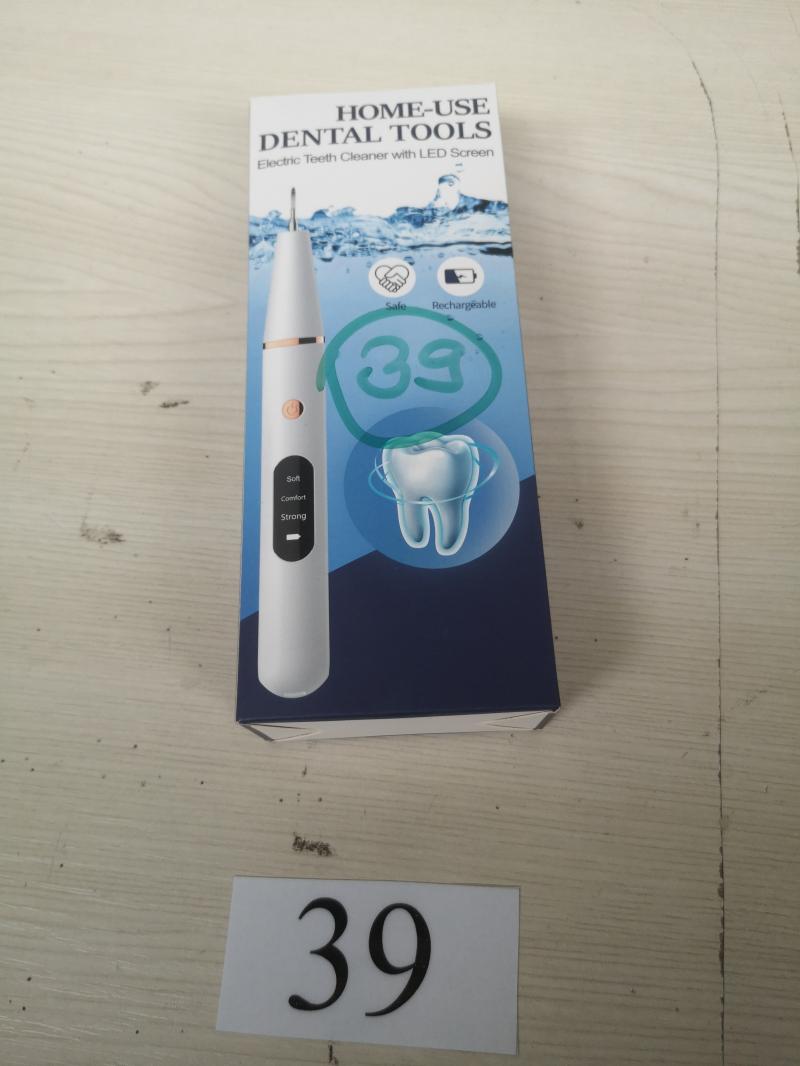 HOME-USE
DENTAL TOOLS
Electric Teeth Cleaner with LED Screen
Safe
Rechargeable
39
Soft
Comfort
Strong
39